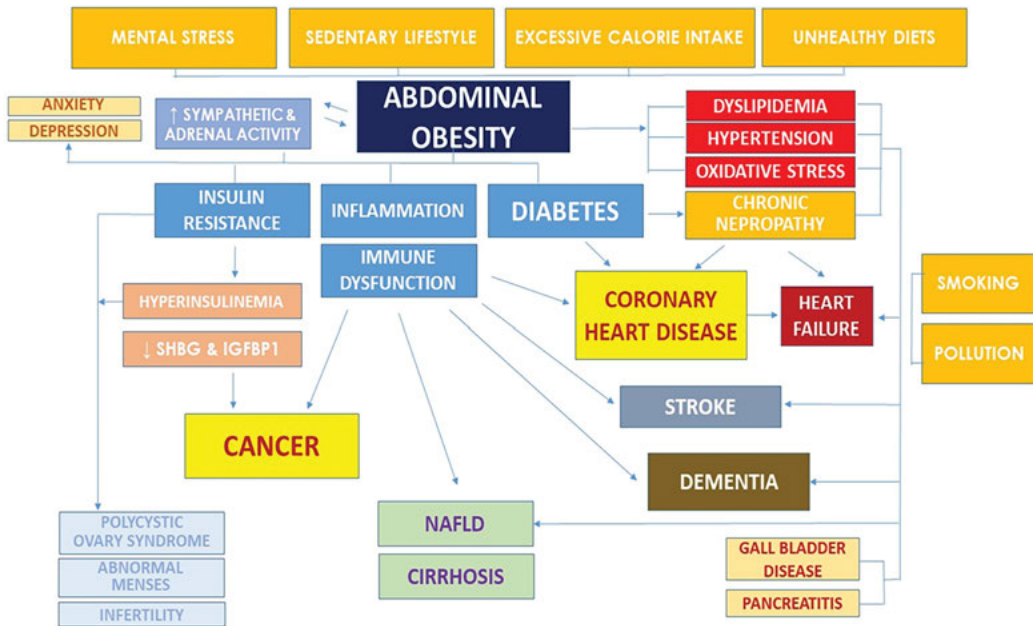 MENTAL STRESS
SEDENTARY LIFESTYLE
EXCESSIVE CALORIE INTAKE
UNHEALTHY DIETS
ANXIETY
DEPRESSION
↑ SYMPATHETIC &
ADRENAL ACTIVITY
ABDOMINAL
OBESITY
DYSLIPIDEMIA
HYPERTENSION
OXIDATIVE STRESS
INSULIN
RESISTANCE
INFLAMMATION
DIABETES
CHRONIC
NEPROPATHY
IMMUNE
DYSFUNCTION
HYPERINSULINEMIA
CORONARY
HEART DISEASE
HEART
FAILURE
SMOKING
POLLUTION
↓ SHBG & IGFBP1
STROKE
CANCER
DEMENTIA
POLYCYSTIC
OVARY SYNDROME
ABNORMAL
MENSES
INFERTILITY
NAFLD
CIRRHOSIS
GALL BLADDER
DISEASE
PANCREATITIS